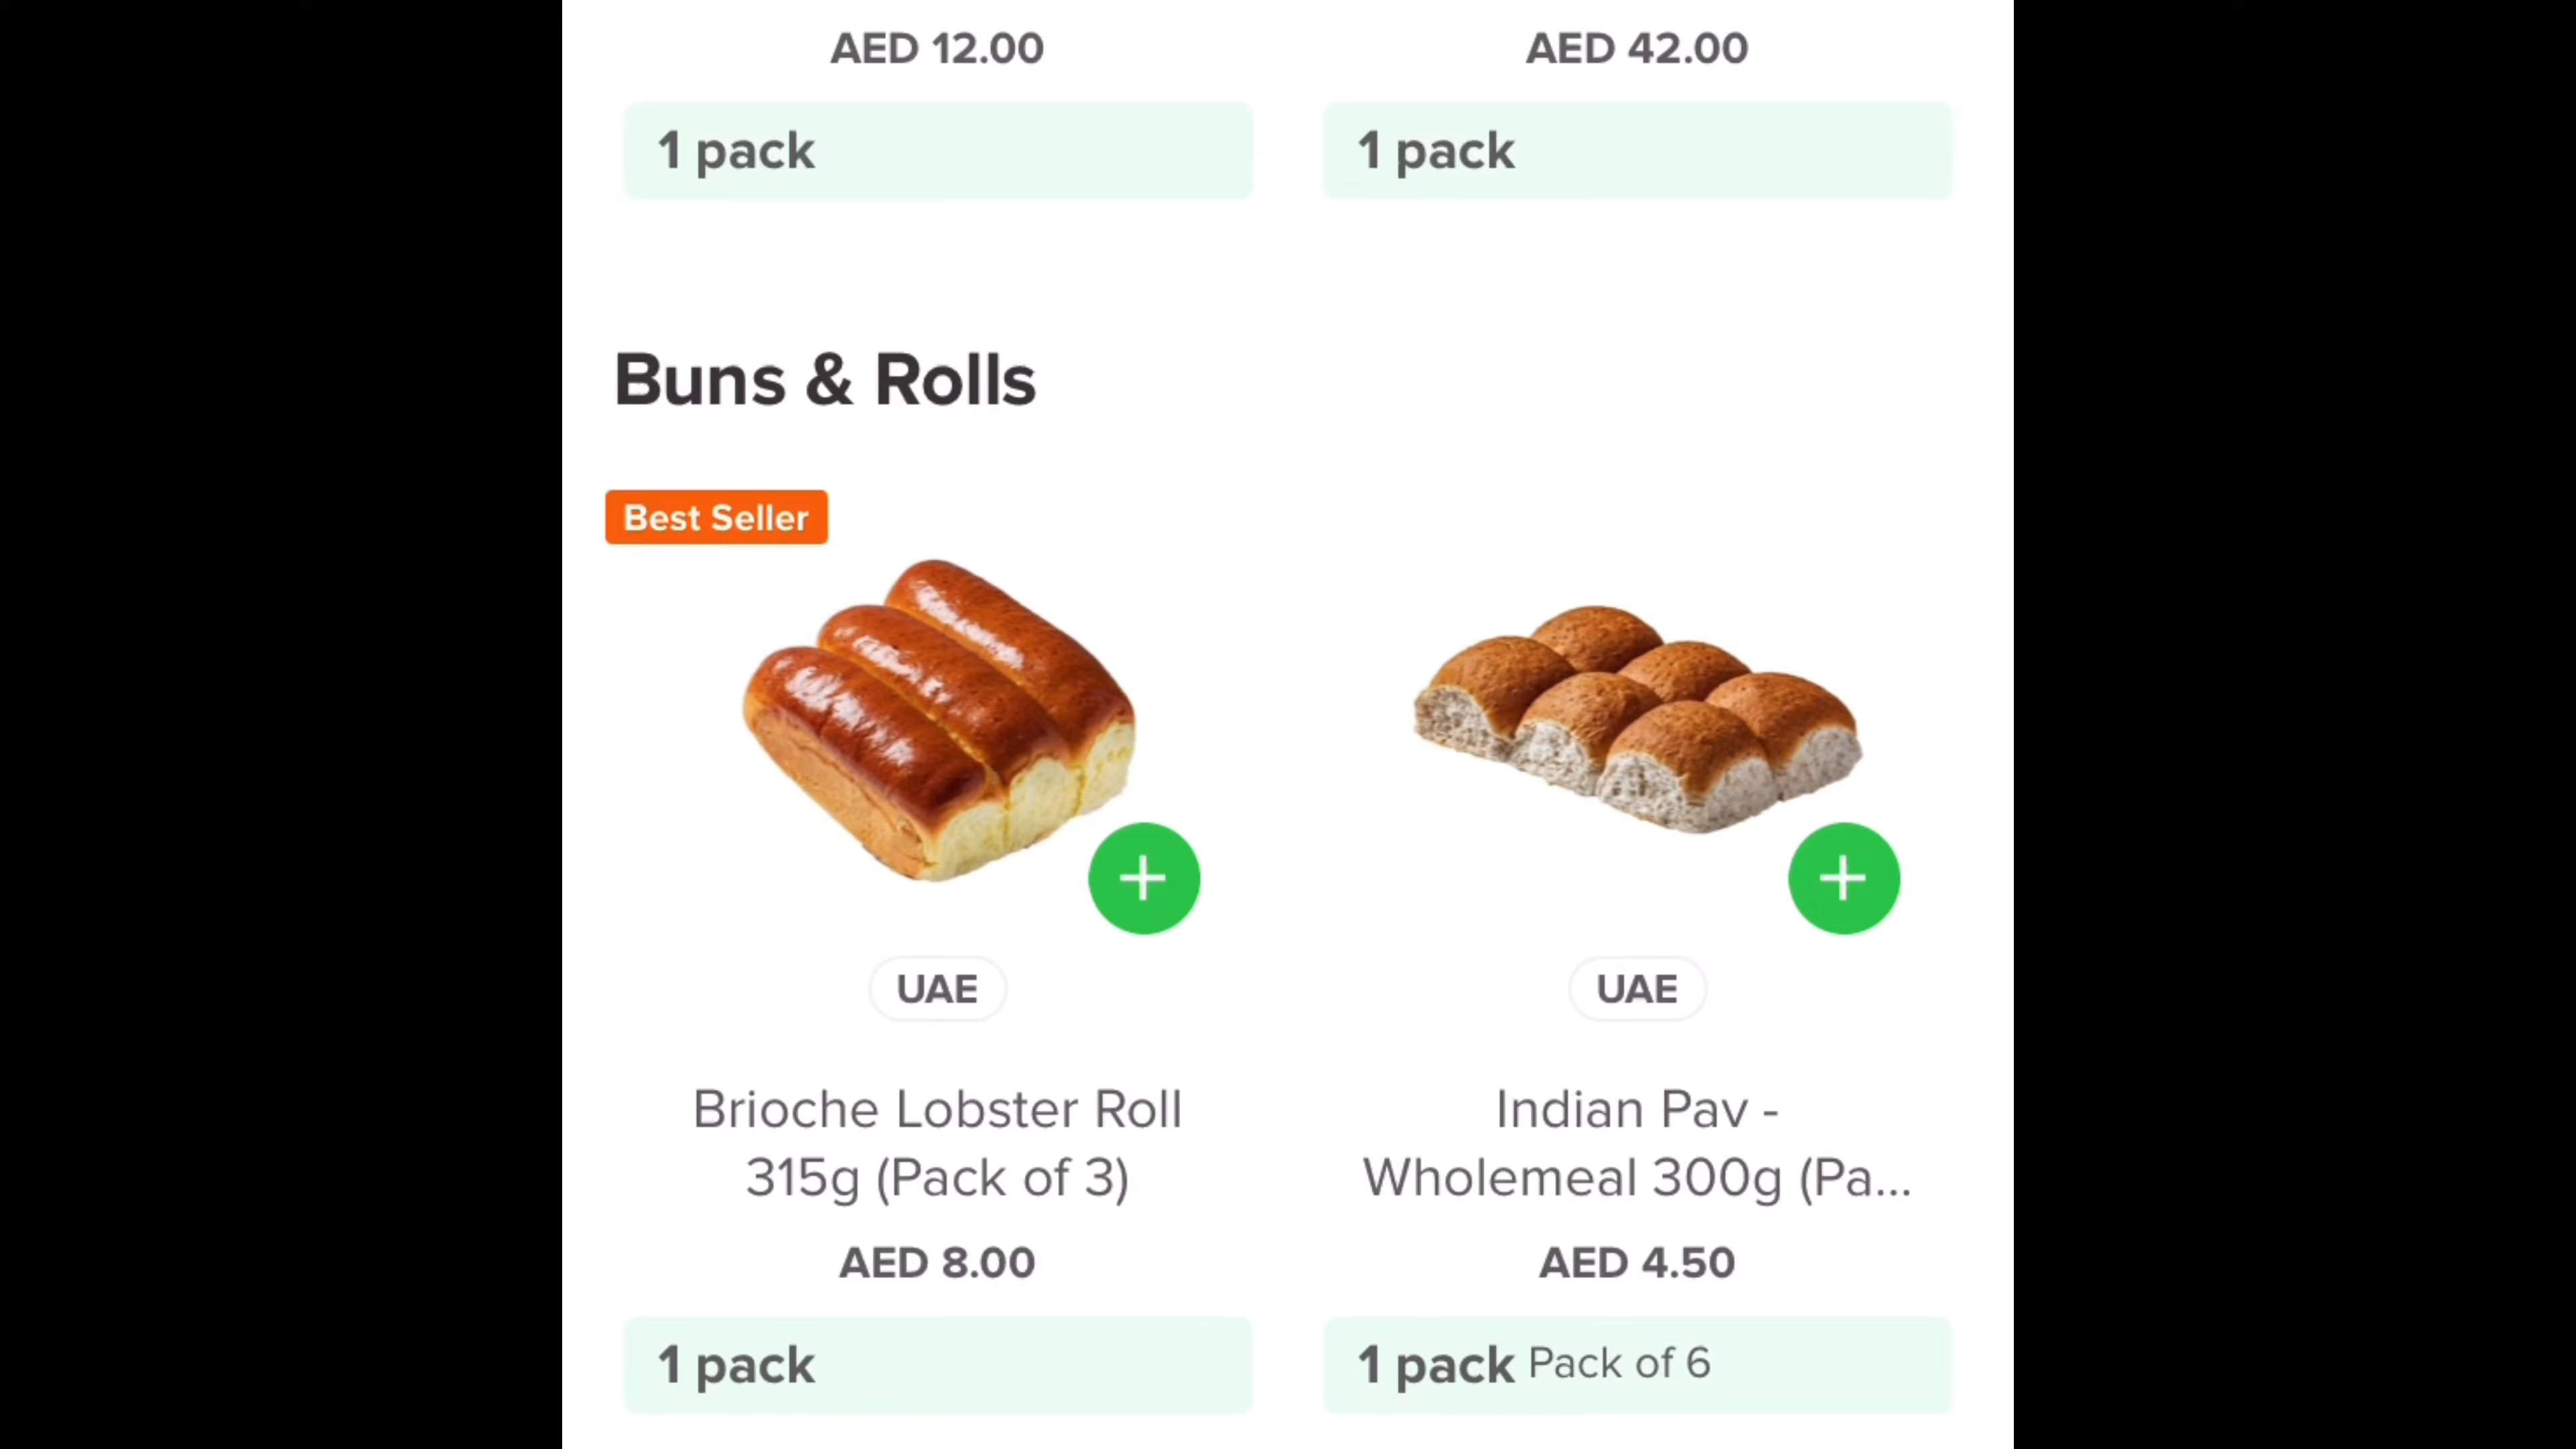 AED 12.00
AED 42.00
1 pack
1 pack
Buns & Rolls
Best Seller
UAE
UAE
Brioche Lobster Roll
315g (Pack of 3)
Indian Pav -
Wholemeal 300g (Pa...
AED 8.00
AED 4.50
1 pack
1 pack Pack of 6